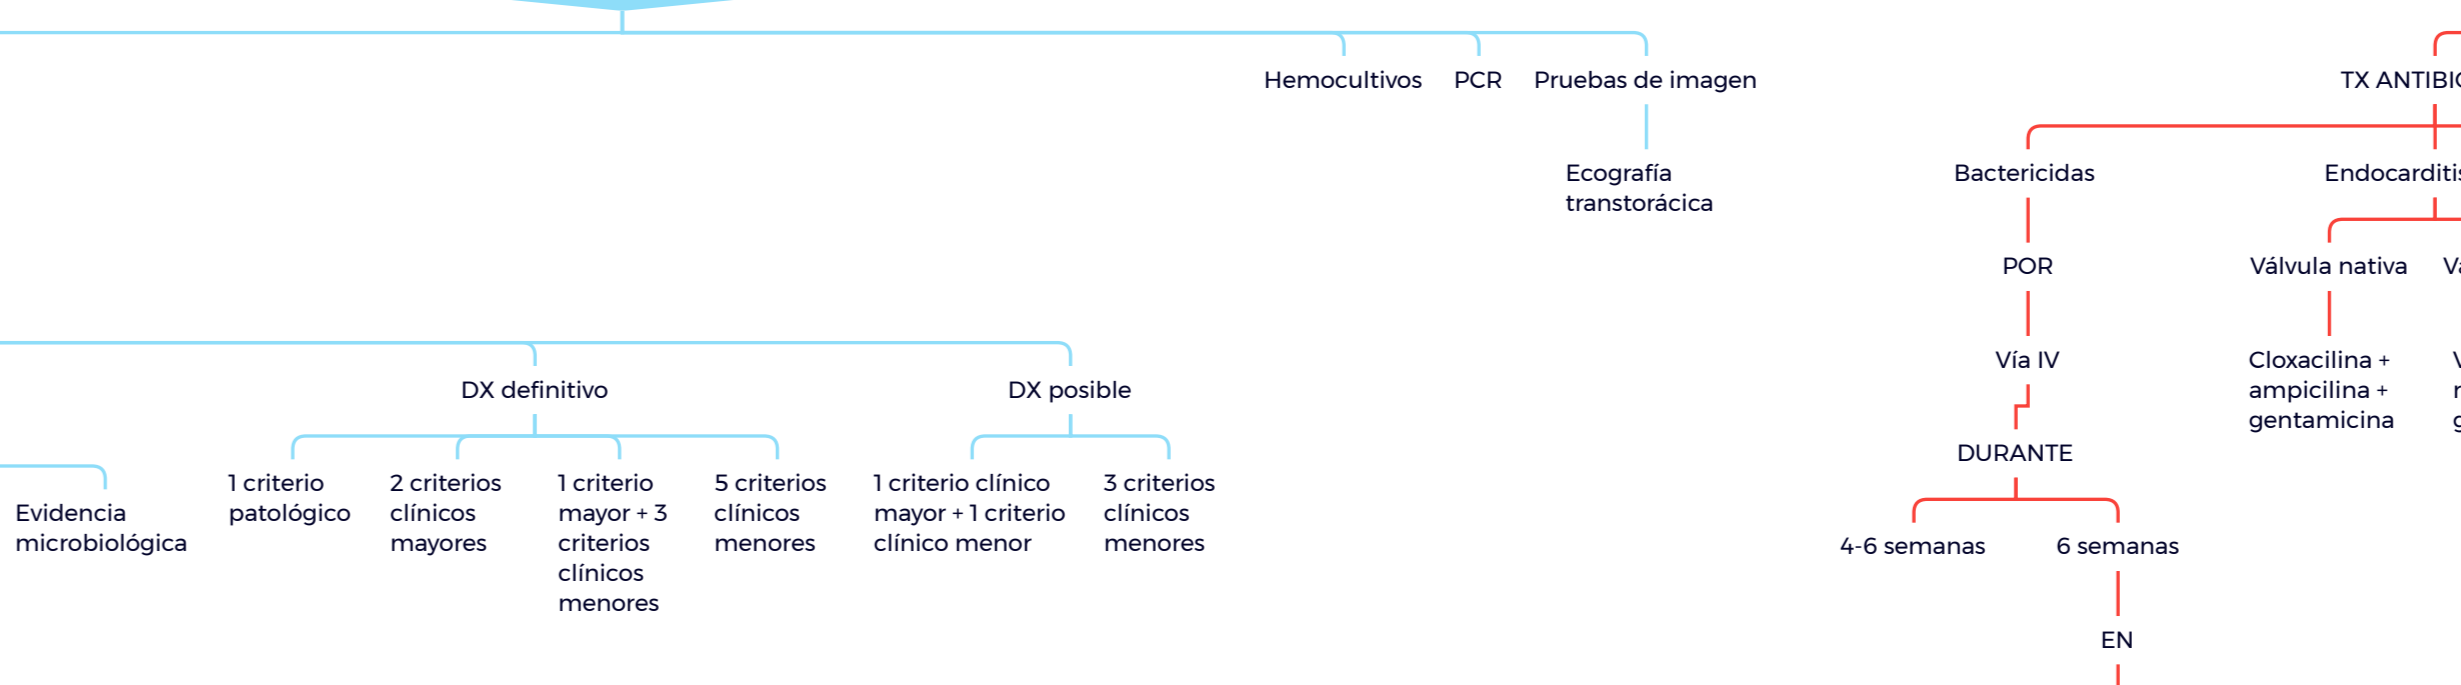 Hemocultivos
PCR
Pruebas de imagen
Ecografía
transtorácica
DX definitivo
DX posible
Evidencia
microbiológica
1 criterio
patológico
2 criterios
clínicos
mayores
1 criterio
mayor + 3
criterios
clínicos
menores
5 criterios
clínicos
menores
1 criterio clínico
mayor + 1 criterio
clínico menor
3 criterios
clínicos
menores
TX
Bactericidas
POR
Vía IV
DURANTE
4-6 semanas
6 semanas
EN
Válvula nativa
Cloxacilina +
ampicilina +
gentamicina